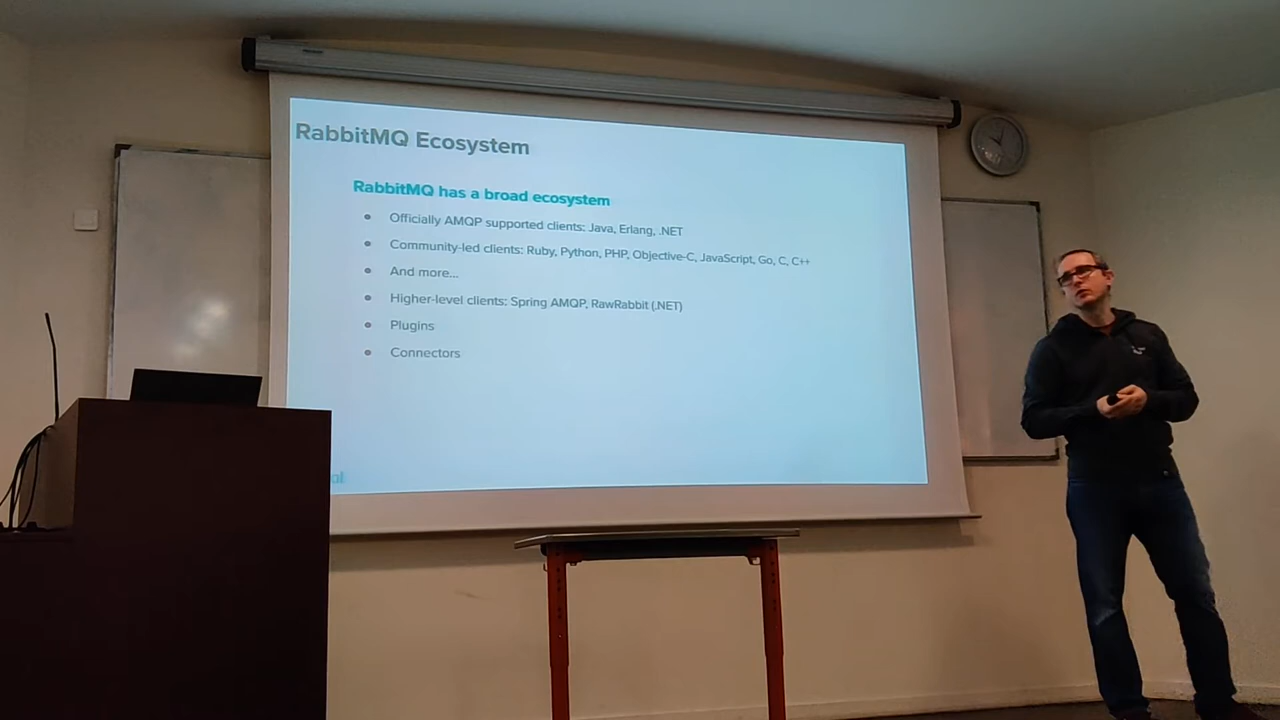 RabbitMQ Ecosystem
RabbitMQ has a broad ecosystem
Officially AMQP supported clients: Java, Erlang, .NET
Community-led clients: Ruby, Python, PHP, Objective-C, JavaScript, Go, C, C++
And more...
Higher-level clients: Spring AMQP, RawRabbit (.NET)
Plugins
Connectors
al